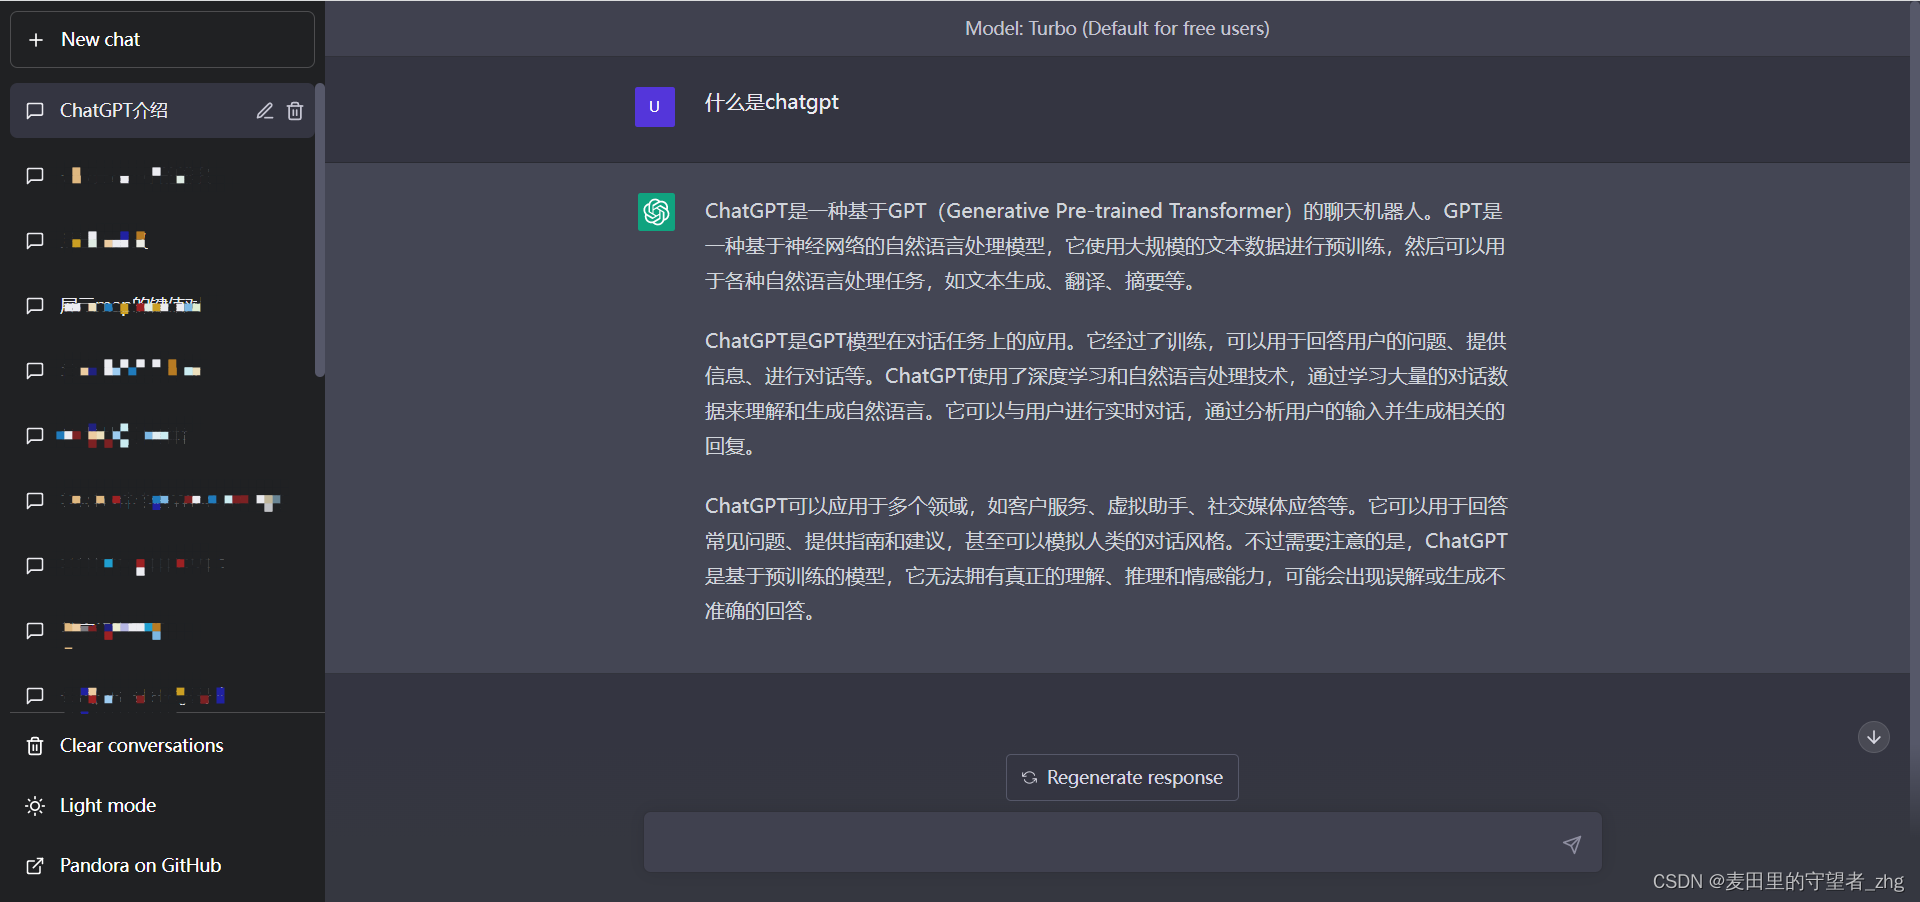 New chat
ChatGPT介绍
Clear conversations
Light mode
Pandora on GitHub
Model: Turbo (Default for free users)
U
什么是chatgpt
ChatGPT是一种基于GPT（Generative Pre-trained Transformer）的聊天机器人。GPT是
一种基于神经网络的自然语言处理模型，它使用大规模的文本数据进行预训练，然后可以用
于各种自然语言处理任务，如文本生成、翻译、摘要等。
ChatGPT是GPT模型在对话任务上的应用。它经过了训练，可以用于回答用户的问题、提供
信息、进行对话等。ChatGPT使用了深度学习和自然语言处理技术，通过学习大量的对话数
据来理解和生成自然语言。它可以与用户进行实时对话，通过分析用户的输入并生成相关的
回复。
ChatGPT可以应用于多个领域，如客户服务、虚拟助手、社交媒体应答等。它可以用于回答
常见问题、提供指南和建议，甚至可以模拟人类的对话风格。不过需要注意的是，ChatGPT
是基于预训练的模型，它无法拥有真正的理解、推理和情感能力，可能会出现误解或生成不
准确的回答。
Regenerate response
CSDN @麦田里的守望者_zhg